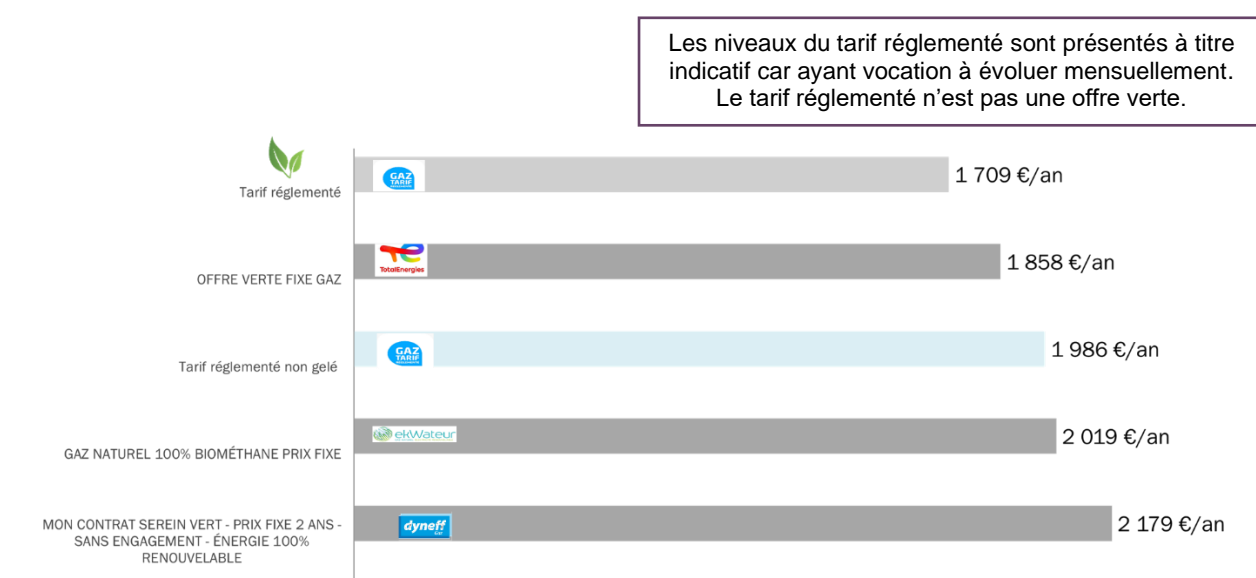 Les niveaux du tarif réglementé sont présentés à titre
indicatif car ayant vocation à évoluer mensuellement.
Le tarif réglementé n’est pas une offre verte.
Tarif réglementé
GAZ
TARIF
1 709 €/an
OFFRE VERTE FIXE GAZ
TotalEnergies
1 858 €/an
Tarif réglementé non gelé
GAZ
TARIF
1 986 €/an
GAZ NATUREL 100% BIOMÉTHANE PRIX FIXE
ekWateur
2 019 €/an
MON CONTRAT SEREIN VERT - PRIX FIXE 2 ANS -
SANS ENGAGEMENT - ÉNERGIE 100%
RENOUVELABLE
dyneff
2 179 €/an